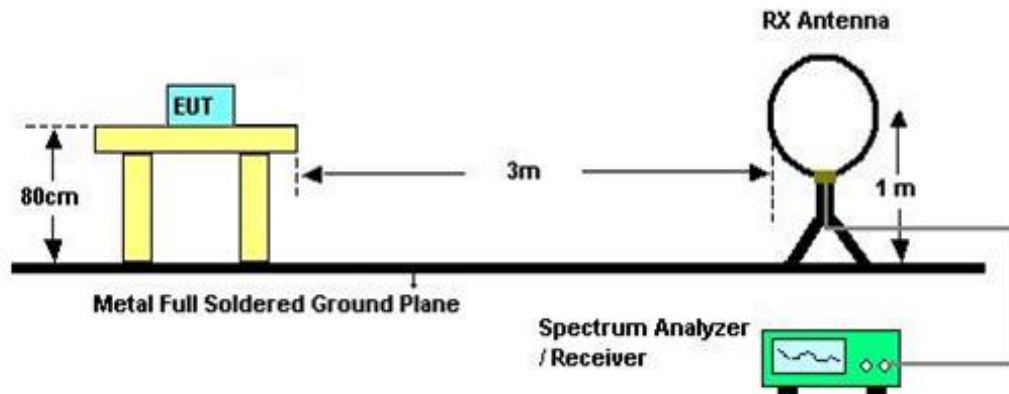 RX Antenna
EUT
3m
80cm
1 m
Metal Full Soldered Ground Plane
Spectrum Analyzer
/ Receiver